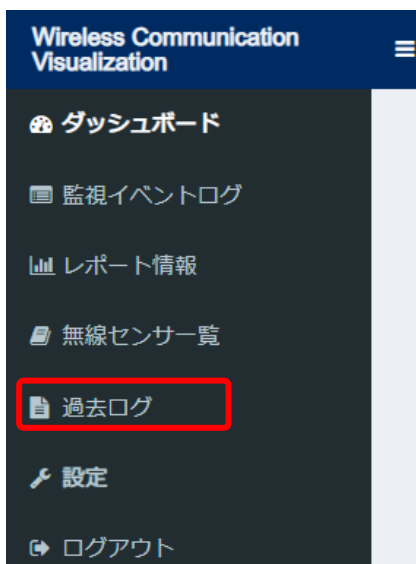 Wireless Communication
Visualization
ダッシュボード
監視イベントログ
レポート情報
無線センサ一覧
過去ログ
設定
ログアウト